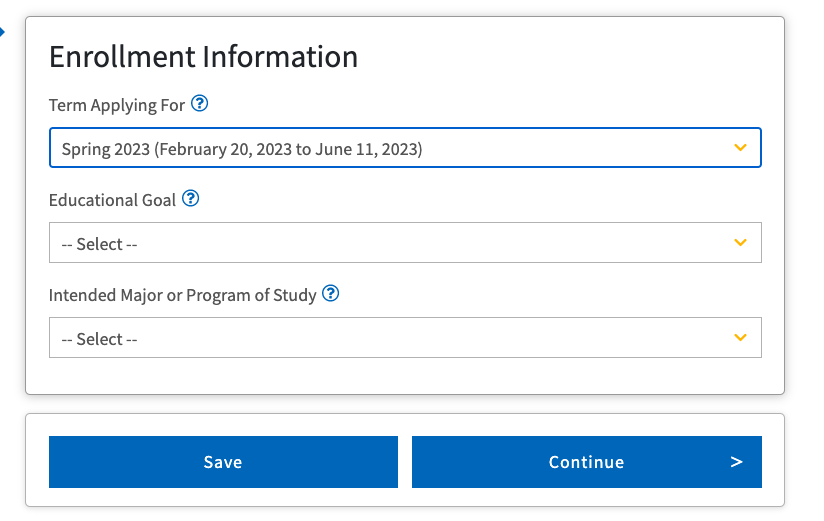 Enrollment Information
Term Applying For ?
Spring 2023 (February 20, 2023 to June 11, 2023)
Educational Goal ?
-- Select --
Intended Major or Program of Study ?
-- Select --
Save
Continue >